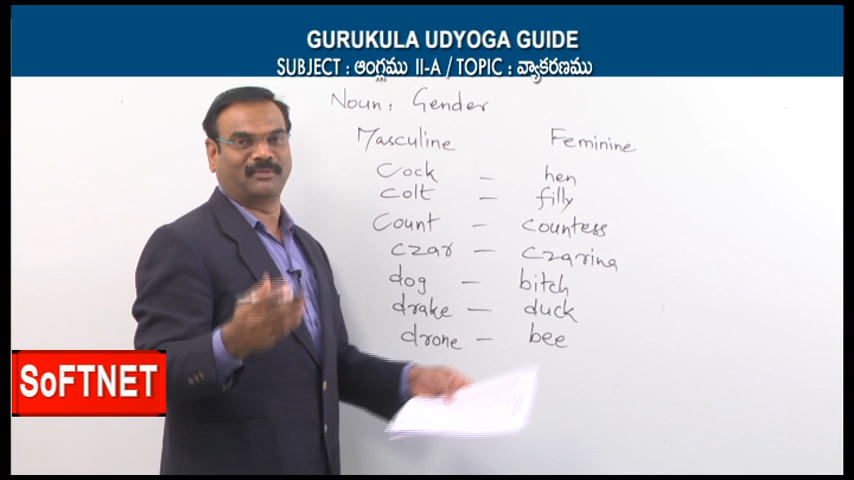 GURUKULA UDYOGA GUIDE
SUBJECT : ఆంగ్లము II-A / TOPIC : వ్యాకరణము
Noun: Gender
Masculine Feminine
Cock – hen
Colt – filly
Count – countess
czar – czarina
dog – bitch
drake – duck
drone – bee
SoFTNET